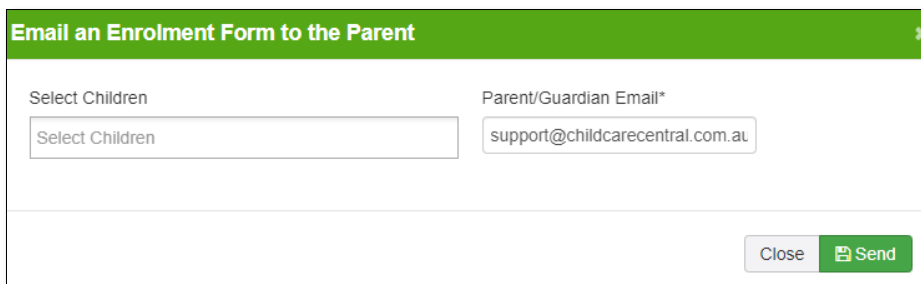 Email an Enrolment Form to the Parent
Select Children
Parent/Guardian Email*
Select Children
support@childcarecentral.com.au
Close
Send